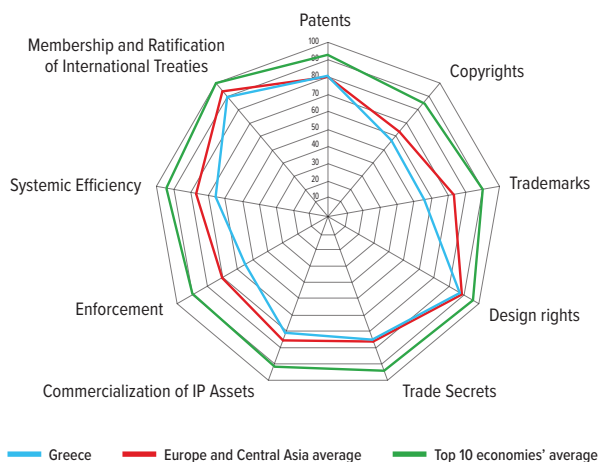 Patents
Membership and Ratification
of International Treaties
Copyrights
100
90
80
70
60
50
40
30
20
10
Systemic Efficiency
Trademarks
Enforcement
Design rights
Commercialization of IP Assets
Trade Secrets
Greece
Europe and Central Asia average
Top 10 economies’ average